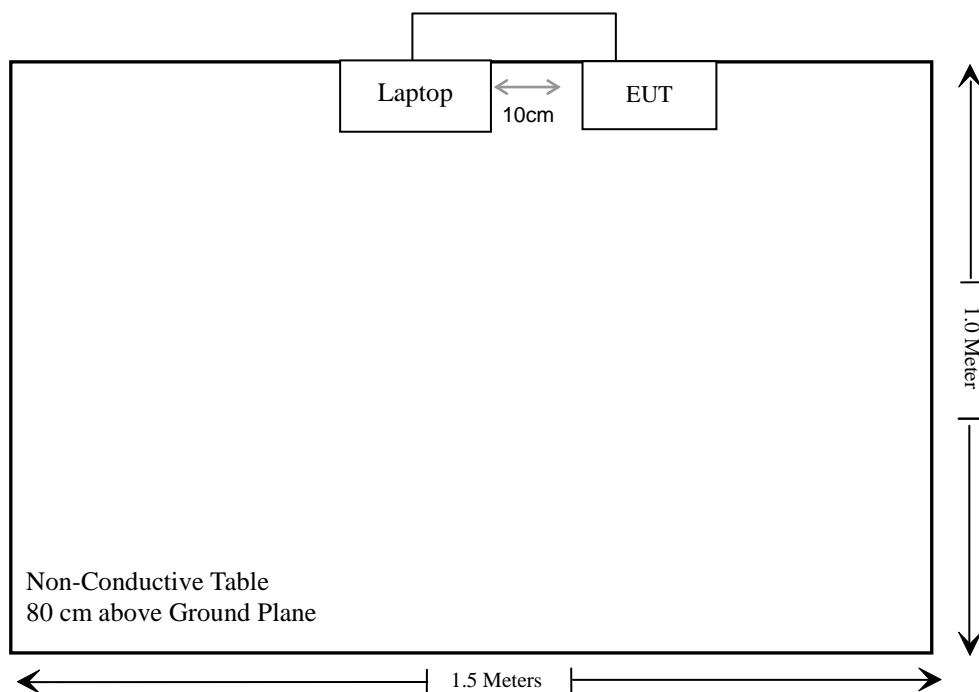 Laptop
EUT
10cm
1.0 Meter
Non-Conductive Table
80 cm above Ground Plane
1.5 Meters